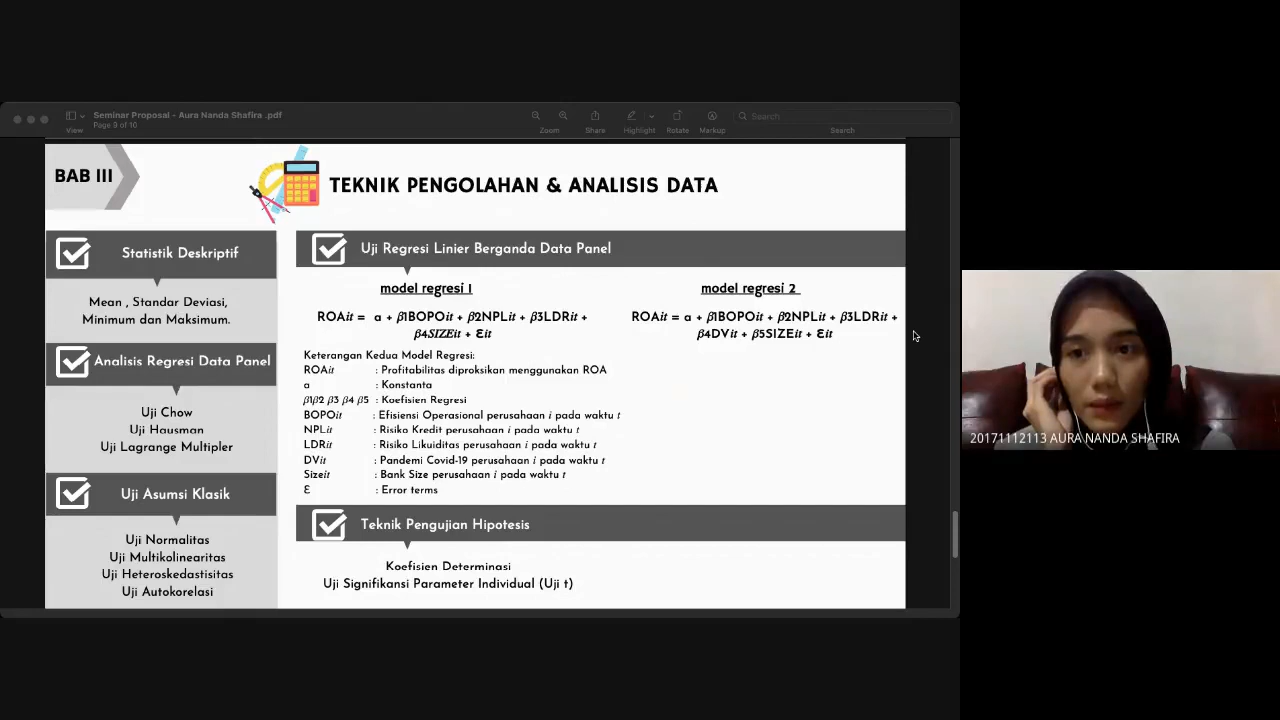 Seminar Proposal - Aura Nanda Shafira .pdf
Page 9 of 10
View
Zoom
Share
Highlight
Rotate
Markup
Search
Search
BAB III
TEKNIK PENGOLAHAN & ANALISIS DATA
Statistik Deskriptif
Mean , Standar Deviasi,
Minimum dan Maksimum.
Analisis Regresi Data Panel
Uji Chow
Uji Hausman
Uji Lagrange Multipler
Uji Asumsi Klasik
Uji Normalitas
Uji Multikolinearitas
Uji Heteroskedastisitas
Uji Autokorelasi
Uji Regresi Linier Berganda Data Panel
model regresi 1
ROAit = α + β1BOPOit + β2NPLit + β3LDRit +
β4SIZEit + Ɛit
model regresi 2
ROAit = α + β1BOPOit + β2NPLit + β3LDRit +
β4DVit + β5SIZEit + Ɛit
Keterangan Kedua Model Regresi:
ROAit : Profitabilitas diproksikan menggunakan ROA
α : Konstanta
β1β2 β3 β4 β5 : Koefisien Regresi
BOPOit : Efisiensi Operasional perusahaan i pada waktu t
NPLit : Risiko Kredit perusahaan i pada waktu t
LDRit : Risiko Likuiditas perusahaan i pada waktu t
DVit : Pandemi Covid-19 perusahaan i pada waktu t
Sizeit : Bank Size perusahaan i pada waktu t
Ɛ : Error terms
Teknik Pengujian Hipotesis
Koefisien Determinasi
Uji Signifikansi Parameter Individual (Uji t)
20171112113 AURA NANDA SHAFIRA